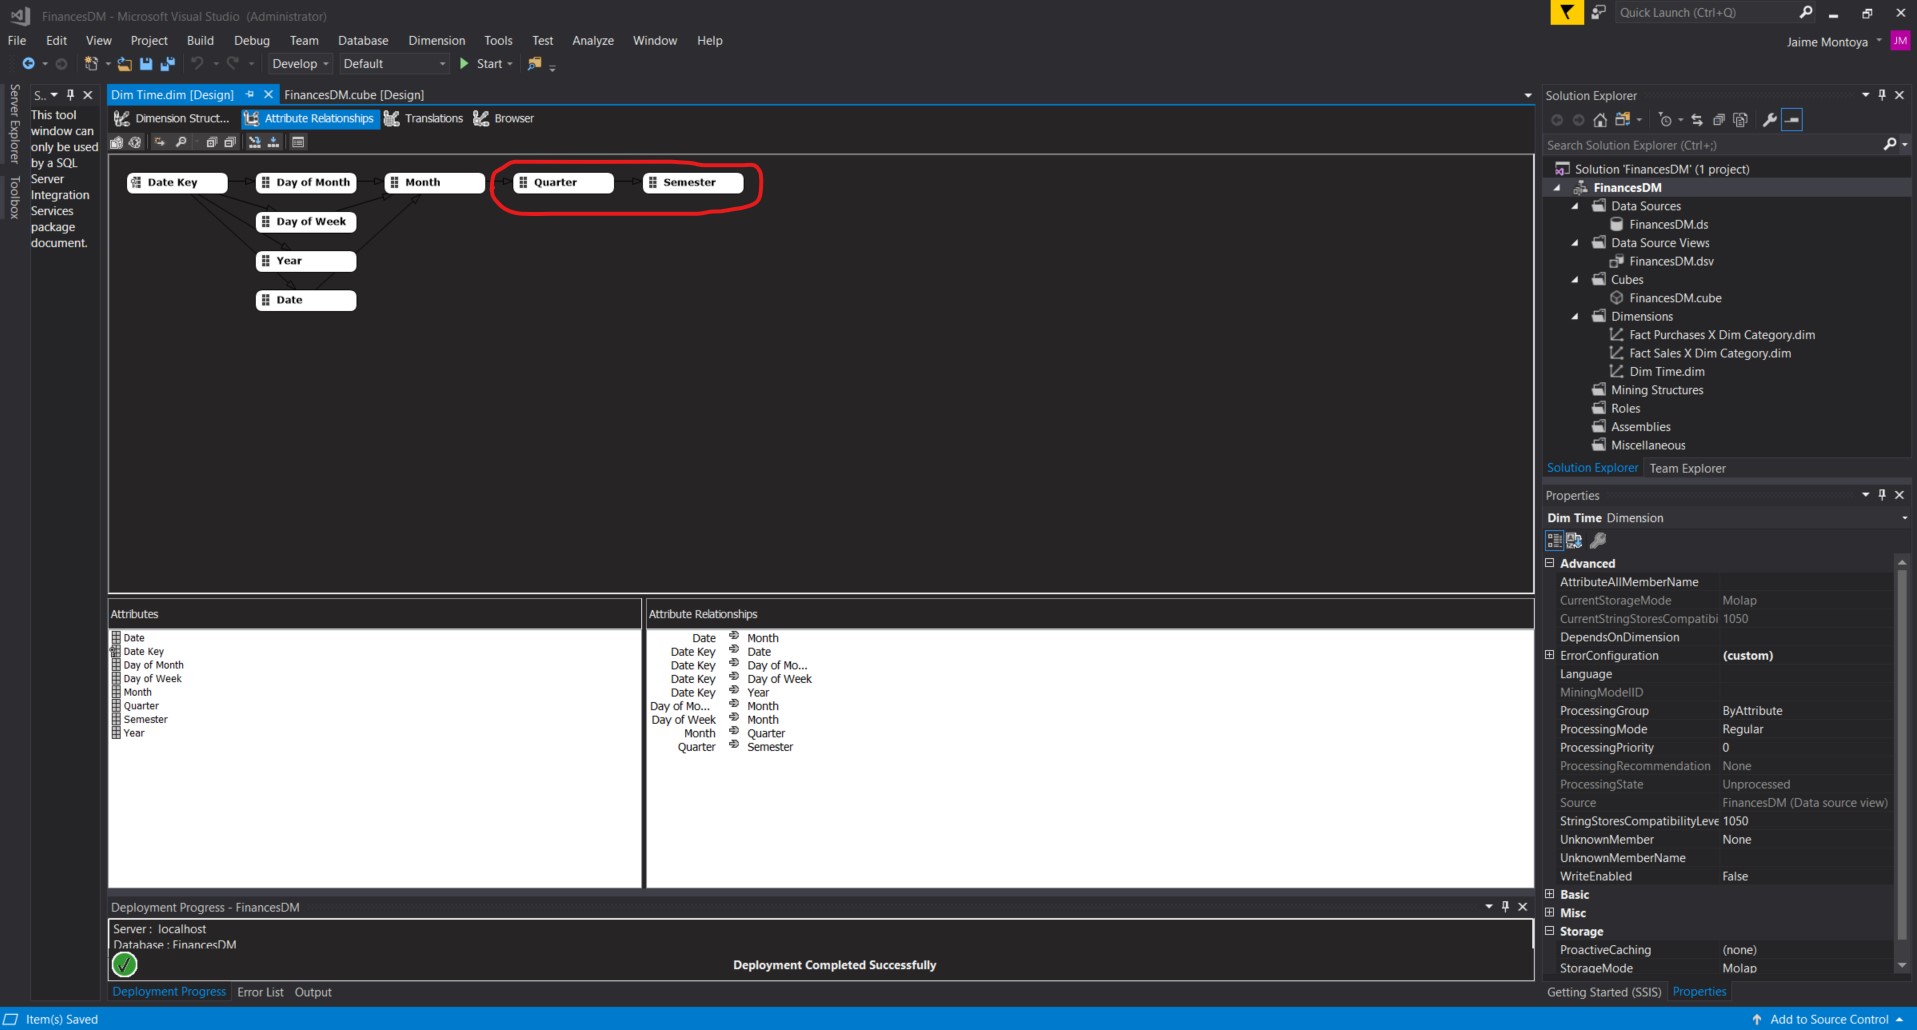 FinancesDM - Microsoft Visual Studio (Administrator)
Quick Launch (Ctrl+Q)
File Edit View Project Build Debug Team Database Dimension Tools Test Analyze Window Help
Jaime Montoya JM
Develop Default Start
Server Explorer
Toolbox
S..
This tool
window can
only be used
by a SQL
Server
Integration
Services
package
document.
Dim Time.dim [Design] FinancesDM.cube [Design]
Dimension Struct... Attribute Relationships Translations Browser
Date Key Day of Month Month Quarter Semester
Day of Week
Year
Date
Attributes
Date
Date Key
Day of Month
Day of Week
Month
Quarter
Semester
Year
Attribute Relationships
Date Month
Date Key Date
Date Key Day of Mo...
Date Key Day of Week
Date Key Year
Day of Mo... Month
Day of Week Month
Month Quarter
Quarter Semester
Deployment Progress - FinancesDM
Server : localhost
Database : FinancesDM
Deployment Completed Successfully
Deployment Progress Error List Output
Solution Explorer
Search Solution Explorer (Ctrl+;)
Solution 'FinancesDM' (1 project)
FinancesDM
Data Sources
FinancesDM.ds
Data Source Views
FinancesDM.dsv
Cubes
FinancesDM.cube
Dimensions
Fact Purchases X Dim Category.dim
Fact Sales X Dim Category.dim
Dim Time.dim
Mining Structures
Roles
Assemblies
Miscellaneous
Solution Explorer Team Explorer
Properties
Dim Time Dimension
Advanced
AttributeAllMemberName
CurrentStorageMode Molap
CurrentStringStoresCompatibi 1050
DependsOnDimension
ErrorConfiguration (custom)
Language
MiningModelID
ProcessingGroup ByAttribute
ProcessingMode Regular
ProcessingPriority 0
ProcessingRecommendation None
ProcessingState Unprocessed
Source FinancesDM (Data source view)
StringStoresCompatibilityLeve 1050
UnknownMember None
UnknownMemberName
WriteEnabled False
Basic
Misc
Storage
ProactiveCaching (none)
StorageMode Molap
Getting Started (SSIS) Properties
Item(s) Saved
Add to Source Control